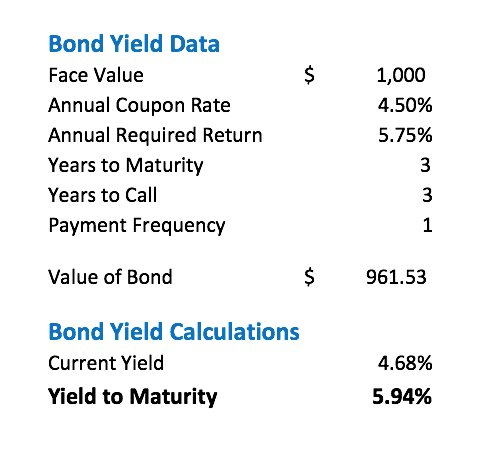 Bond Yield Data
Face Value $ 1,000
Annual Coupon Rate 4.50%
Annual Required Return 5.75%
Years to Maturity 3
Years to Call 3
Payment Frequency 1
Value of Bond $ 961.53
Bond Yield Calculations
Current Yield 4.68%
Yield to Maturity 5.94%